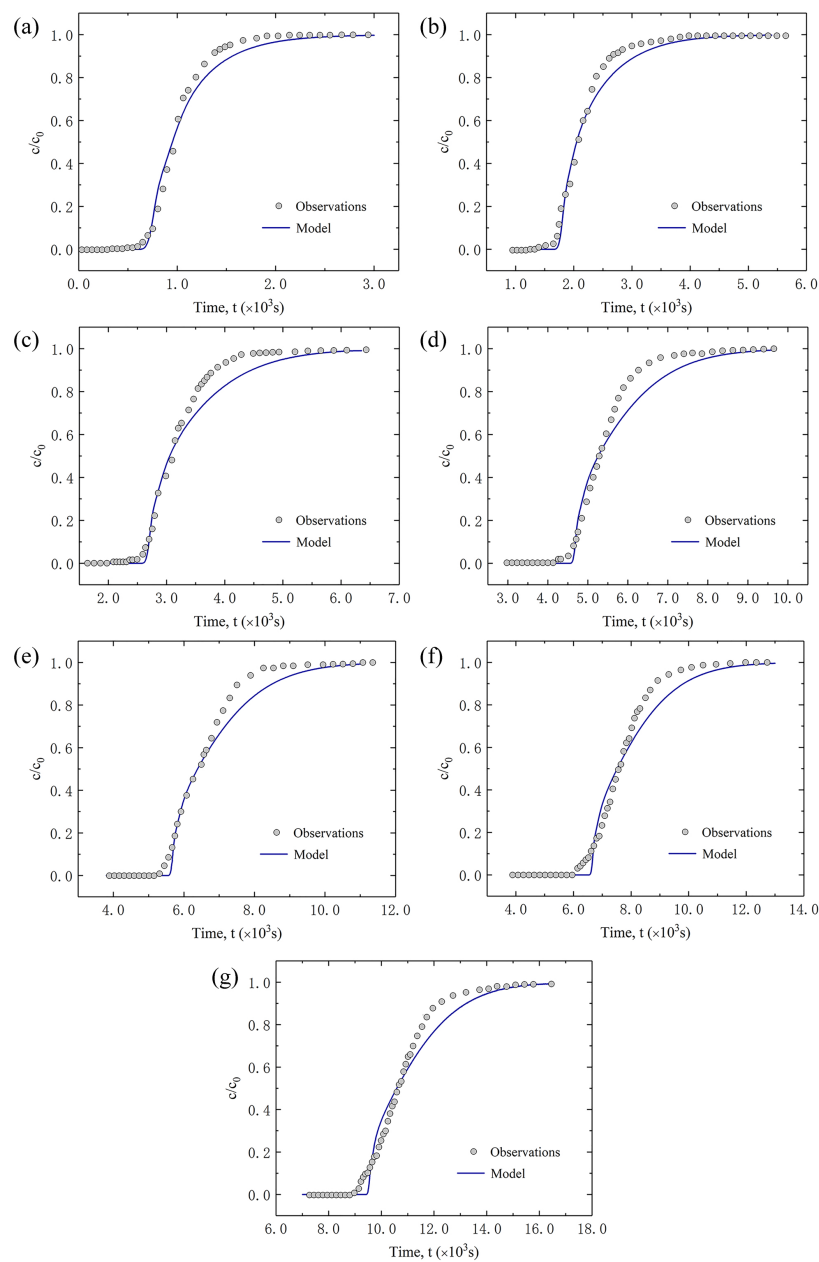 (a)
1.0
0.8
0.6
0.4
0.2
0.0
c/c0
Observations
Model
0.0 1.0 2.0 3.0
Time, t (×10³s)
(b)
1.0
0.8
0.6
0.4
0.2
0.0
c/c0
Observations
Model
1.0 2.0 3.0 4.0 5.0 6.0
Time, t (×10³s)
(c)
1.0
0.8
0.6
0.4
0.2
0.0
c/c0
Observations
Model
2.0 3.0 4.0 5.0 6.0 7.0
Time, t (×10³s)
(d)
1.0
0.8
0.6
0.4
0.2
0.0
c/c0
Observations
Model
3.0 4.0 5.0 6.0 7.0 8.0 9.0 10.0
Time, t (×10³s)
(e)
1.0
0.8
0.6
0.4
0.2
0.0
c/c0
Observations
Model
4.0 6.0 8.0 10.0 12.0
Time, t (×10³s)
(f)
1.0
0.8
0.6
0.4
0.2
0.0
c/c0
Observations
Model
4.0 6.0 8.0 10.0 12.0 14.0
Time, t (×10³s)
(g)
1.0
0.8
0.6
0.4
0.2
0.0
c/c0
Observations
Model
6.0 8.0 10.0 12.0 14.0 16.0 18.0
Time, t (×10³s)